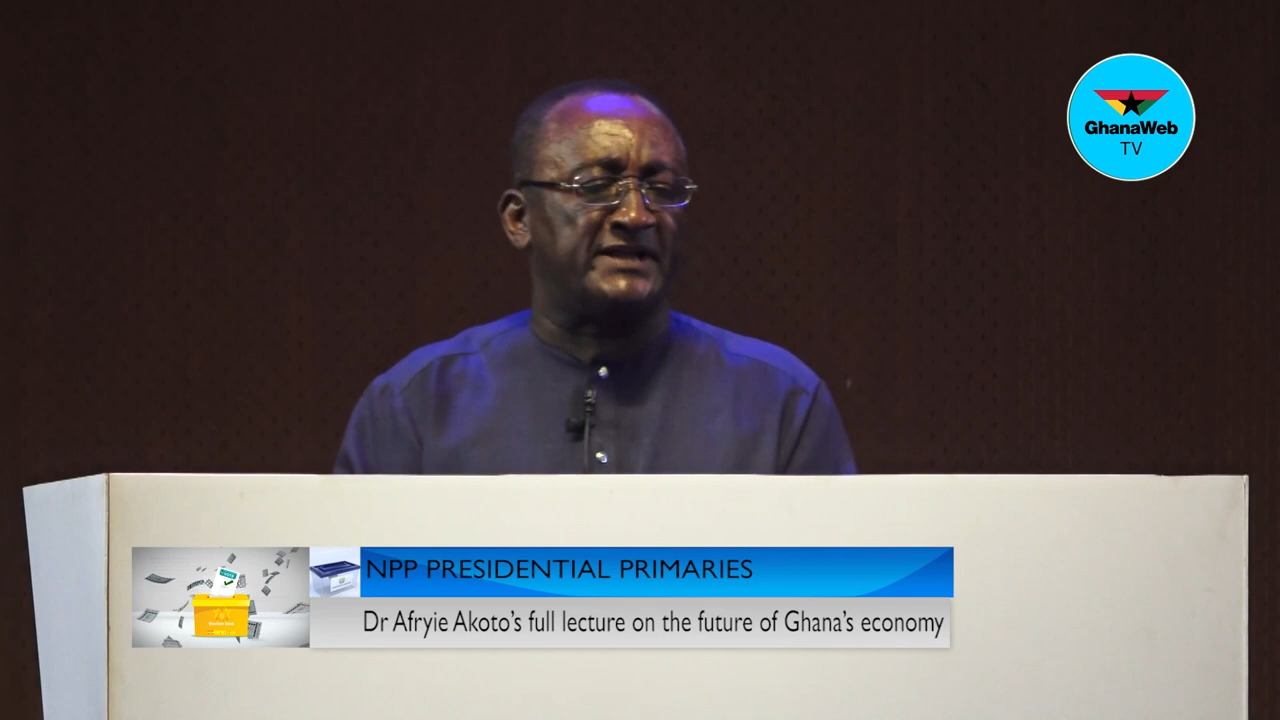 GhanaWeb
TV
NPP PRESIDENTIAL PRIMARIES
Dr Afryie Akoto's full lecture on the future of Ghana's economy